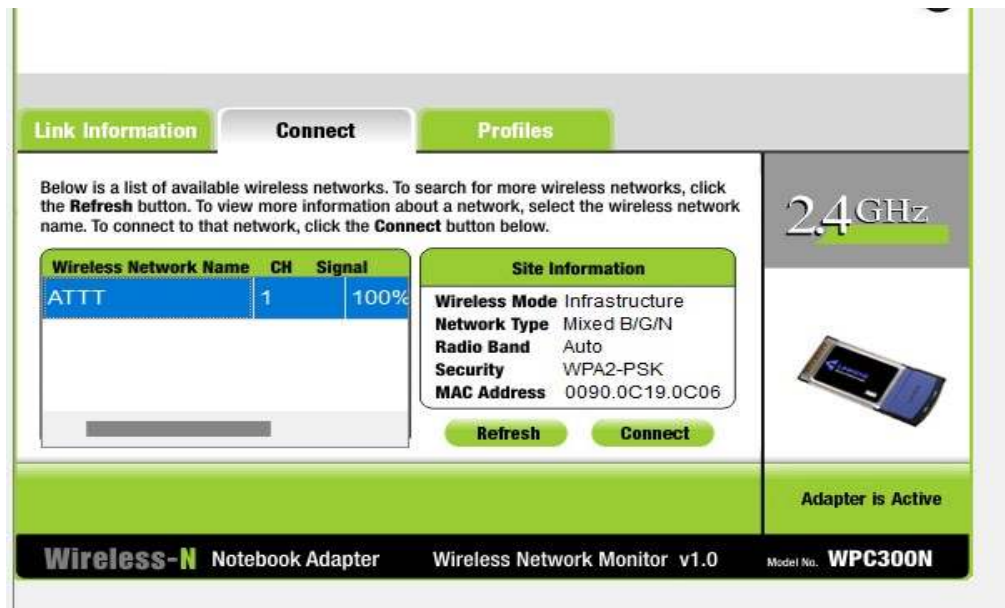 Link Information
Connect
Profiles
Below is a list of available wireless networks. To search for more wireless networks, click
the Refresh button. To view more information about a network, select the wireless network
name. To connect to that network, click the Connect button below.
2.4GHz
Wireless Network Name CH Signal
ATTT 1 100%
Site Information
Wireless Mode Infrastructure
Network Type Mixed B/G/N
Radio Band Auto
Security WPA2-PSK
MAC Address 0090.0C19.0C06
Refresh
Connect
Adapter is Active
Wireless-N Notebook Adapter Wireless Network Monitor v1.0 Model No. WPC300N